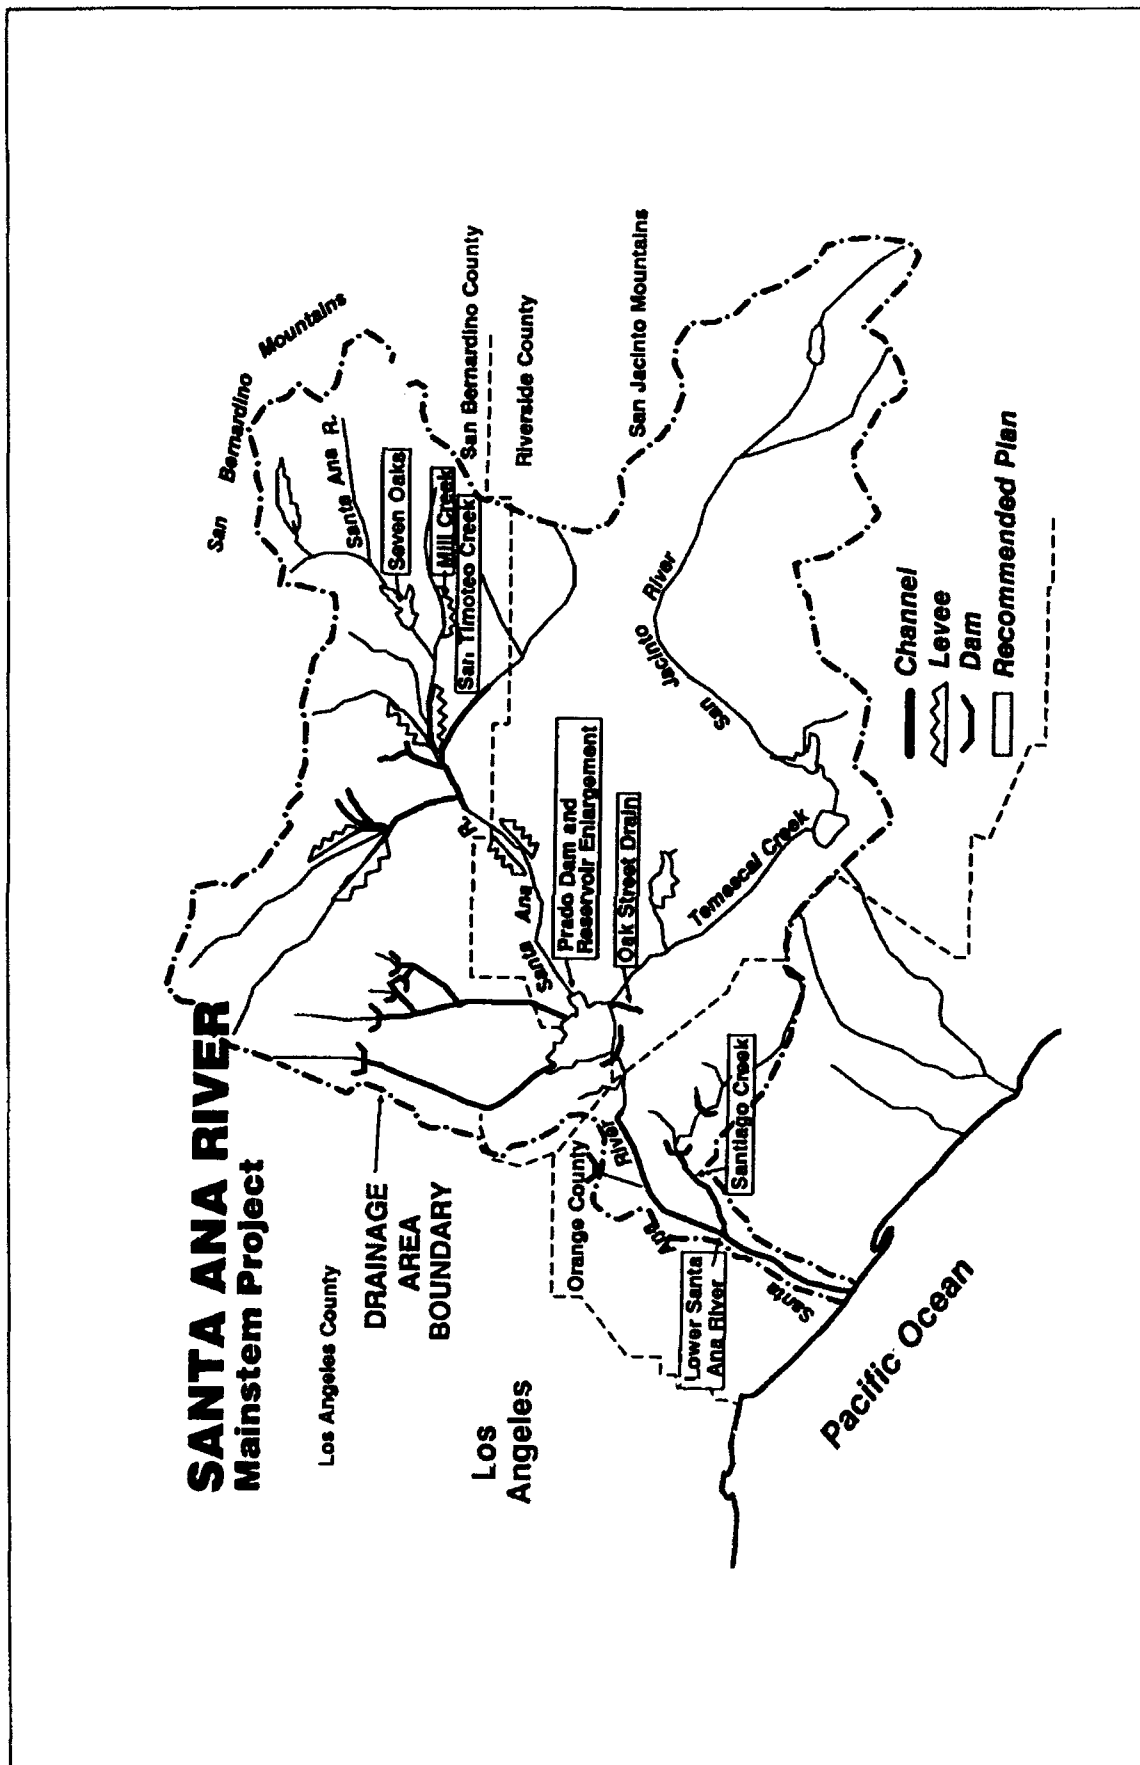 SANTA ANA RIVER
Mainstem Project
Los Angeles County
DRAINAGE
AREA
BOUNDARY
Los
Angeles
San Bernardino Mountains
Santa Ana R.
Seven Oaks
Mill Creek
San Timoteo Creek
San Bernardino County
Riverside County
San Jacinto Mountains
Santa Ana R.
Prado Dam and
Reservoir Enlargement
Oak Street Drain
Temescal Creek
San Jacinto River
Orange County
Santa Ana River
Santiago Creek
Lower Santa
Ana River
Pacific Ocean
Channel
Levee
Dam
Recommended Plan